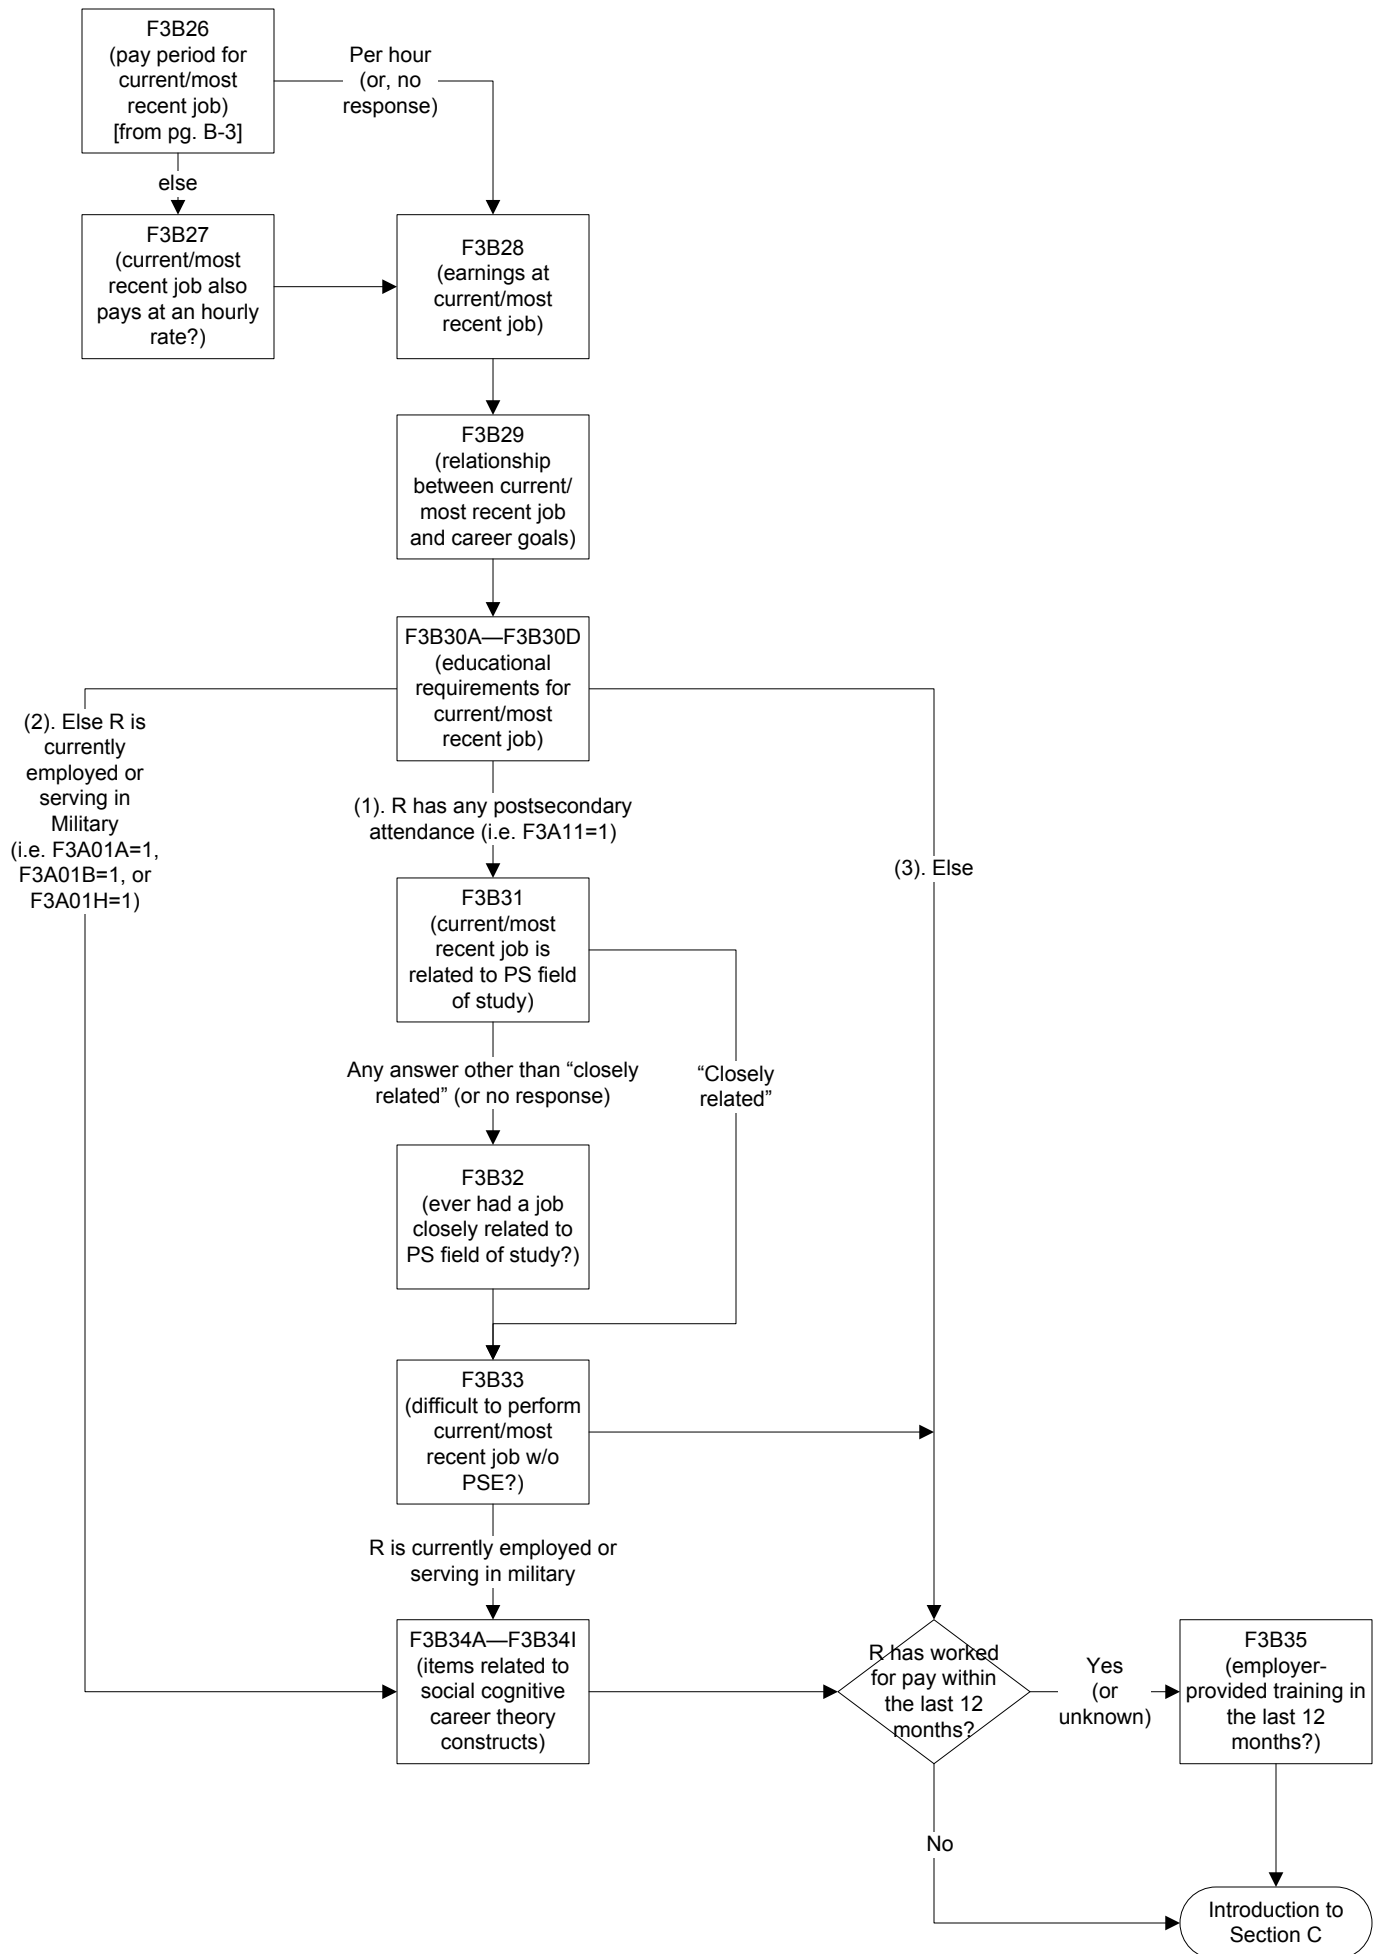 F3B26
(pay period for
current/most
recent job)
[from pg. B-3]
Per hour
(or, no
response)
else
F3B27
(current/most
recent job also
pays at an hourly
rate?)
F3B28
(earnings at
current/most
recent job)
F3B29
(relationship
between current/
most recent job
and career goals)
F3B30A—F3B30D
(educational
requirements for
current/most
recent job)
(2). Else R is
currently
employed or
serving in
Military
(i.e. F3A01A=1,
F3A01B=1, or
F3A01H=1)
(1). R has any postsecondary
attendance (i.e. F3A11=1)
(3). Else
F3B31
(current/most
recent job is
related to PS field
of study)
Any answer other than “closely
related” (or no response)
“Closely
related”
F3B32
(ever had a job
closely related to
PS field of study?)
F3B33
(difficult to perform
current/most
recent job w/o
PSE?)
R is currently employed or
serving in military
F3B34A—F3B34I
(items related to
social cognitive
career theory
constructs)
R has worked
for pay within
the last 12
months?
Yes
(or
unknown)
F3B35
(employer-
provided training in
the last 12
months?)
No
Introduction to
Section C